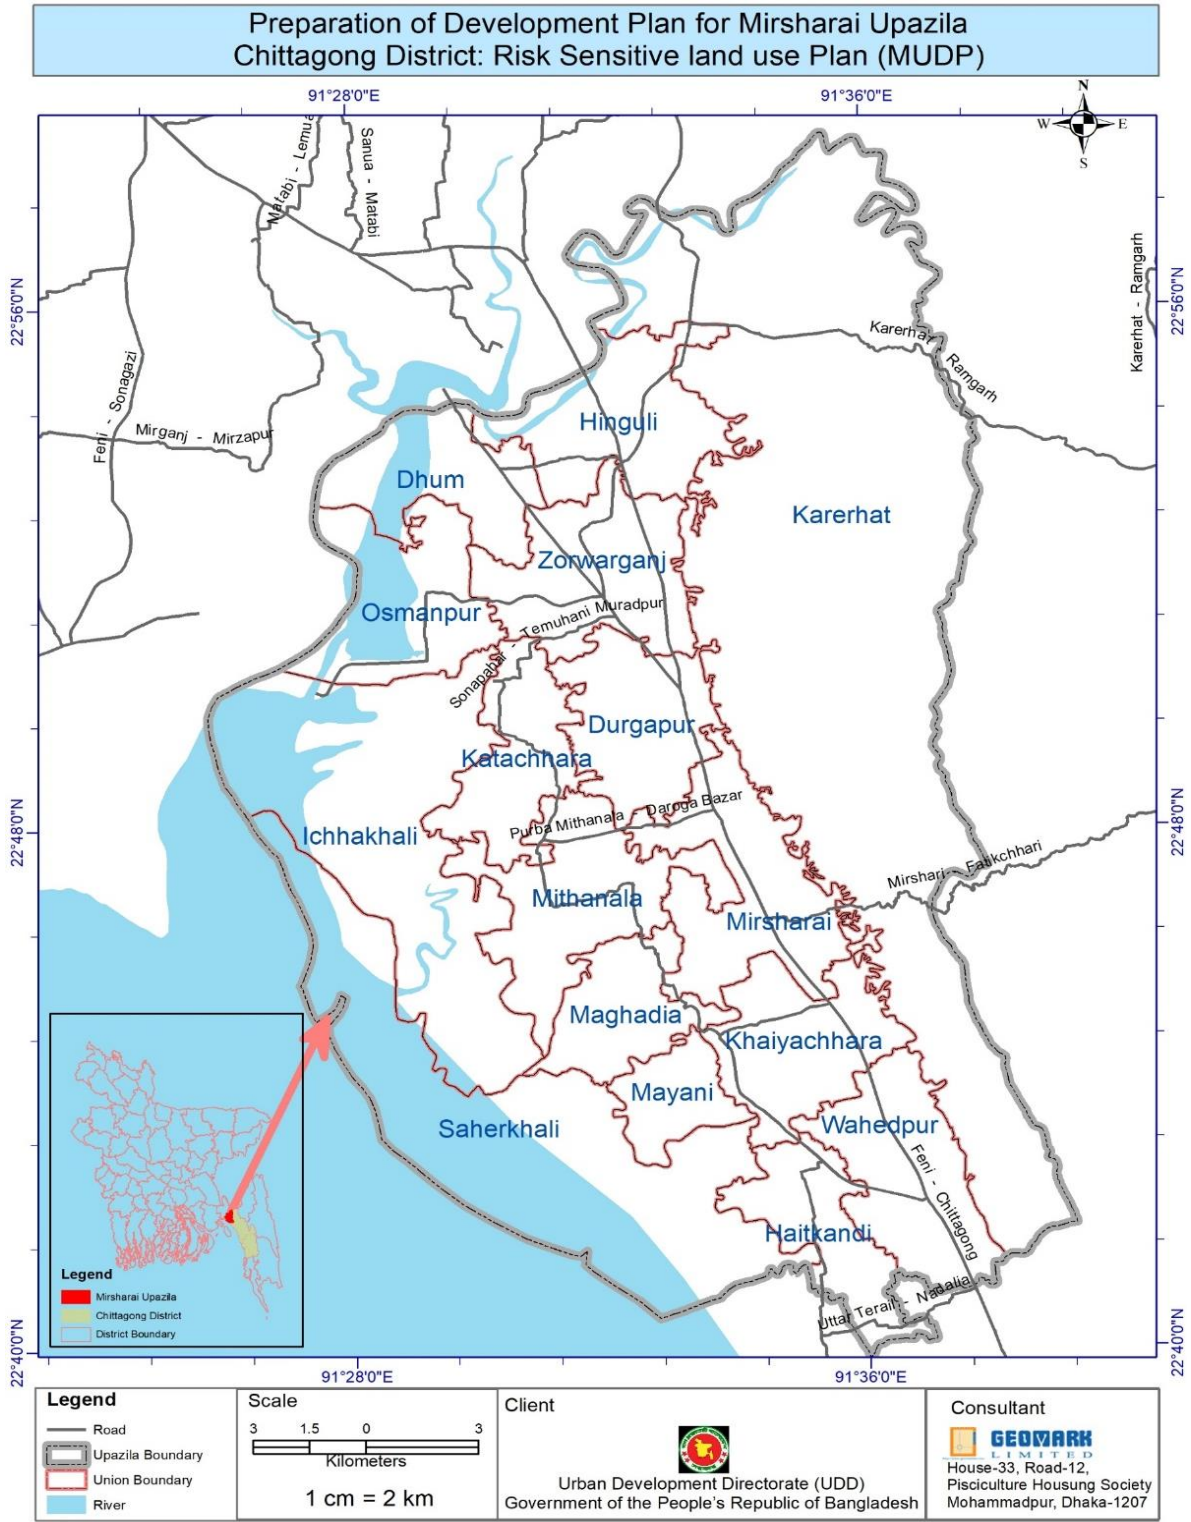 Preparation of Development Plan for Mirsharai Upazila
Chittagong District: Risk Sensitive land use Plan (MUDP)
91°28'0"E
91°36'0"E
N
W
E
S
Matabi - Lemua
Sanua - Matabi
Karerhat - Ramgarh
22°56'0"N
22°56'0"N
Karerhat - Ramgarh
Feni - Sonagazi
Mirganj - Mirzapur
Hinguli
Dhum
Karerhat
Zorwarganj
Osmanpur
Sonapahar - Temuhani Muradpur
Durgapur
Katachhara
Purba Mithanala - Daroga Bazar
22°48'0"N
22°48'0"N
Ichhakhali
Mirshari - Fatikchhari
Mithanala
Mirsharai
Maghadia
Khaiyachhara
Mayani
Saherkhali
Wahedpur
Feni - Chittagong
Haitkandi
Uttar Terail - Nadalia
Legend
Mirsharai Upazila
Chittagong District
District Boundary
22°40'0"N
22°40'0"N
91°28'0"E
91°36'0"E
Legend
Road
Upazila Boundary
Union Boundary
River
Scale
3 1.5 0 3
Kilometers
1 cm = 2 km
Client
Urban Development Directorate (UDD)
Government of the People's Republic of Bangladesh
Consultant
GEOMARK
LIMITED
House-33, Road-12,
Pisciculture Housung Society
Mohammadpur, Dhaka-1207